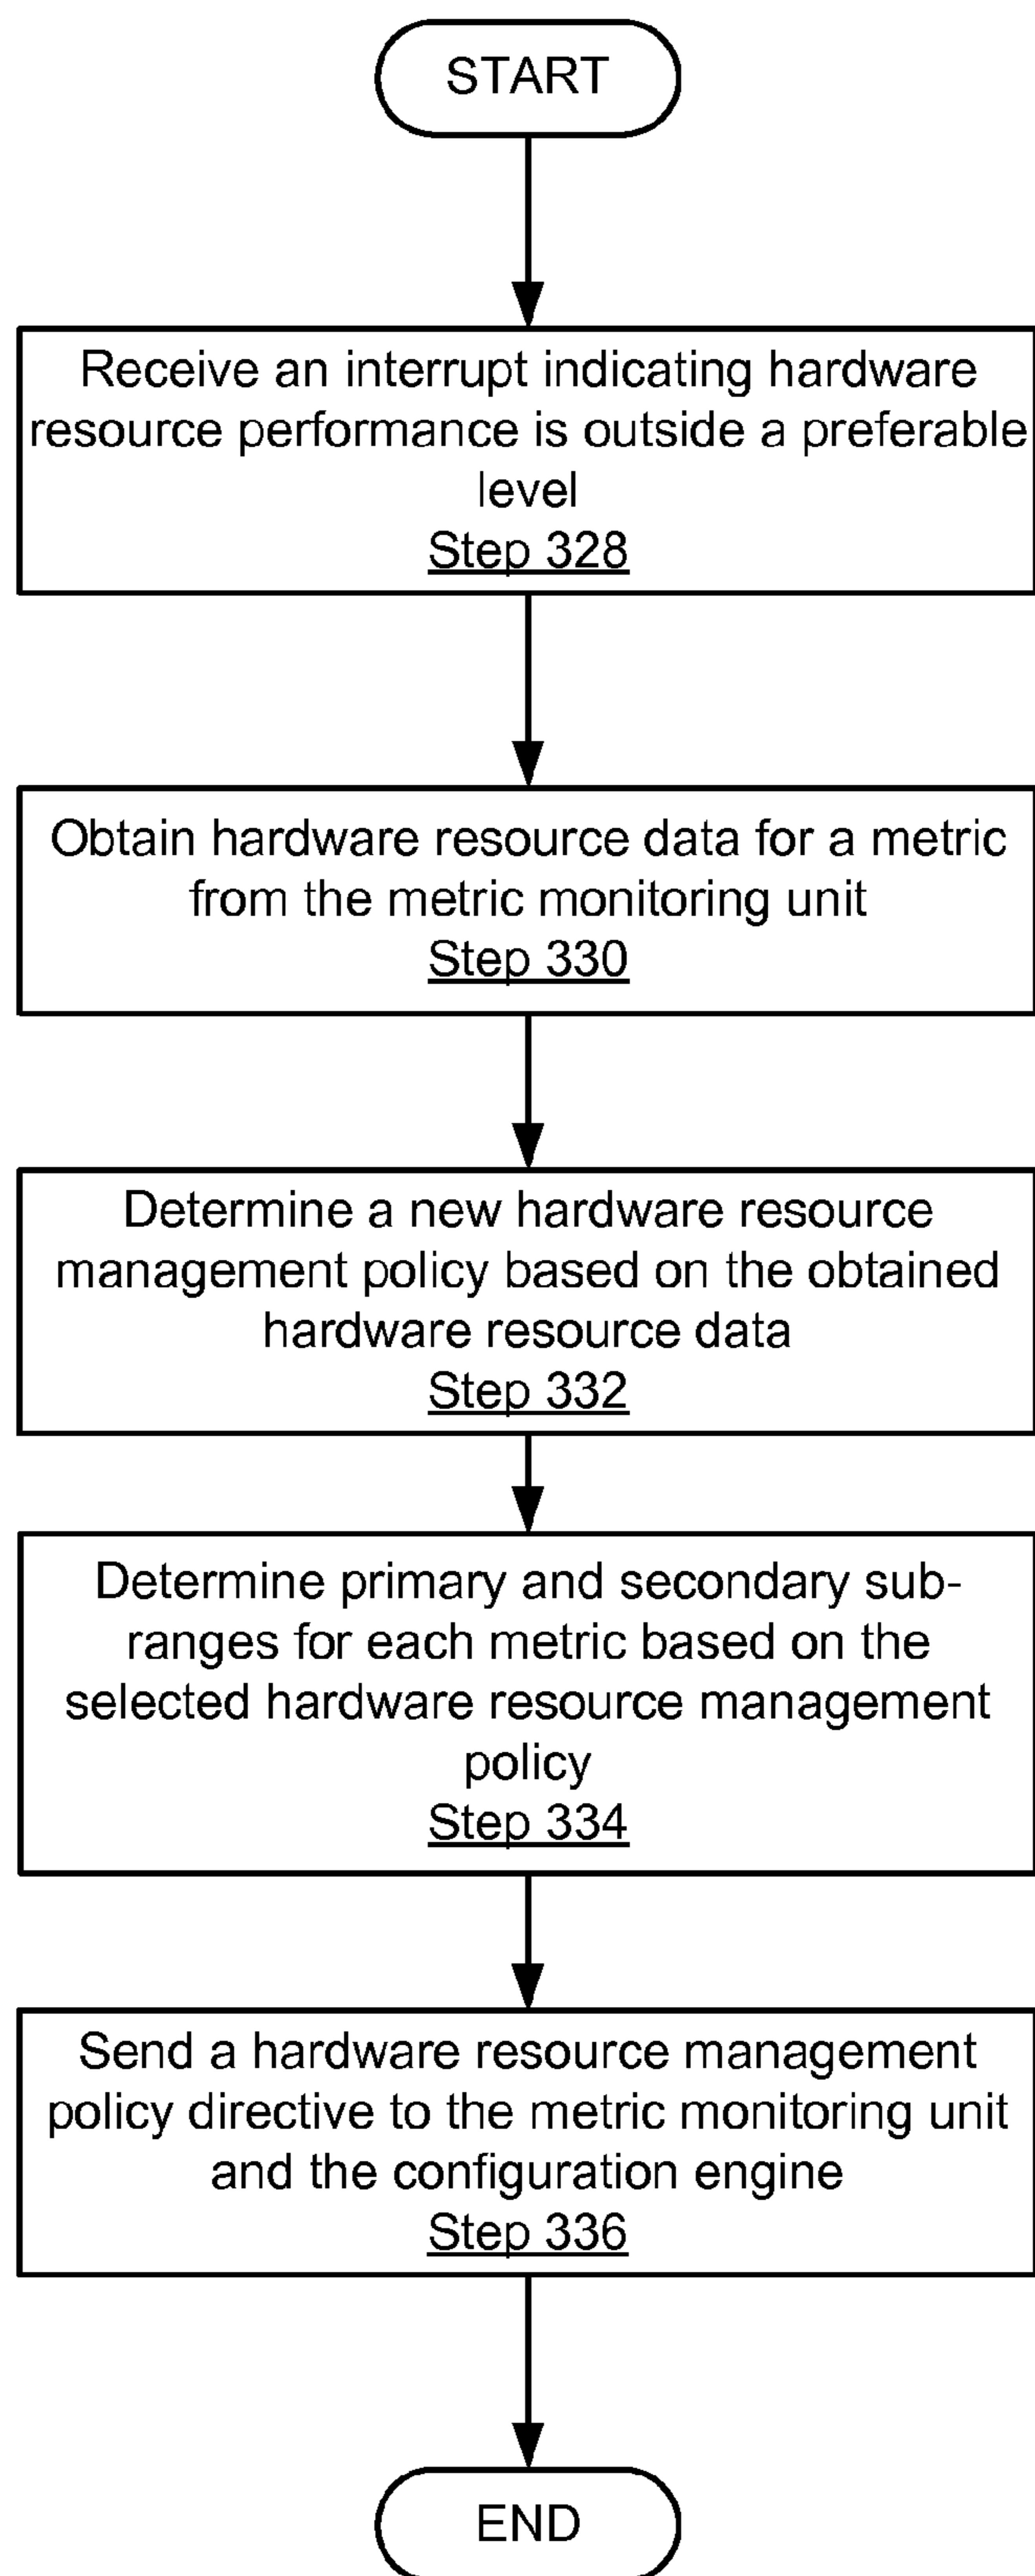 START
Receive an interrupt indicating hardware
resource performance is outside a preferable
level
Step 328
Obtain hardware resource data for a metric
from the metric monitoring unit
Step 330
Determine a new hardware resource
management policy based on the obtained
hardware resource data
Step 332
Determine primary and secondary sub-
ranges for each metric based on the
selected hardware resource management
policy
Step 334
Send a hardware resource management
policy directive to the metric monitoring unit
and the configuration engine
Step 336
END